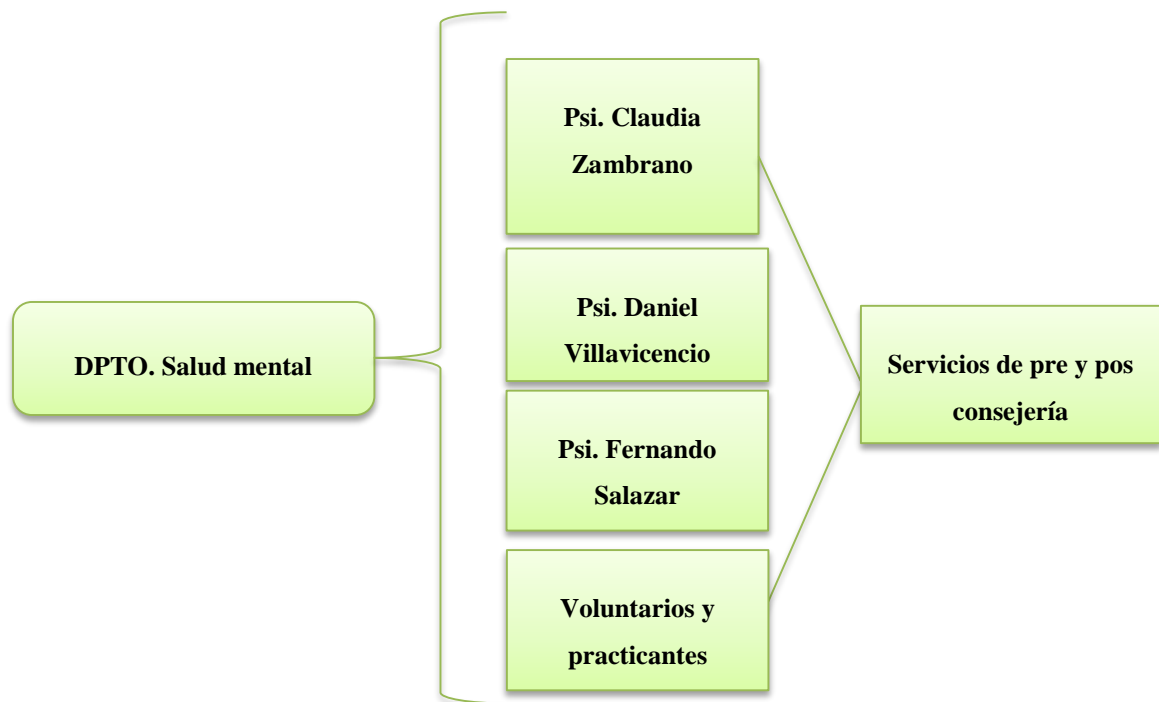 DPTO. Salud mental
Psi. Claudia
Zambrano
Psi. Daniel
Villavicencio
Psi. Fernando
Salazar
Voluntarios y
practicantes
Servicios de pre y pos
consejería